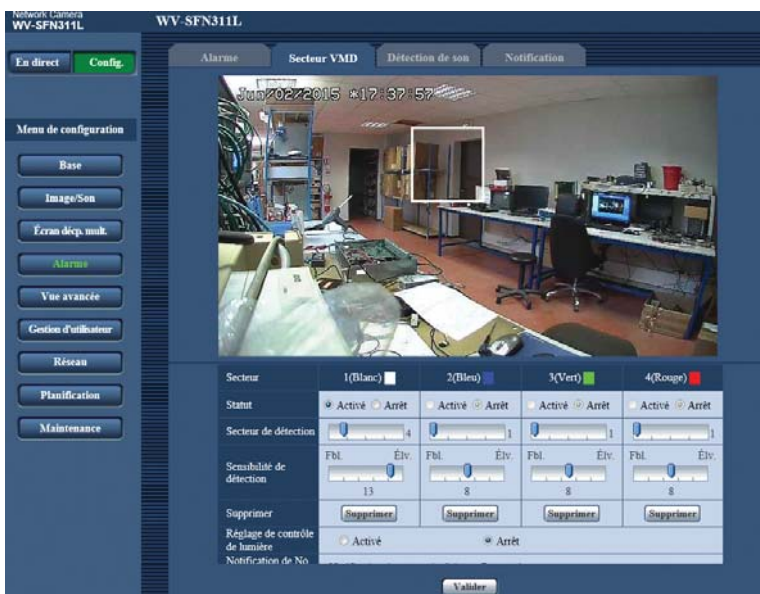 Network Camera
WV-SFN311L
WV-SFN311L
En direct Config.
Alarme Secteur VMD Détection de son Notification
Jun/02/2015 *17:37:57
Menu de configuration
Base
Image/Son
Écran décp. mult.
Alarme
Vue avancée
Gestion d'utilisateur
Réseau
Planification
Maintenance
Secteur 1(Blanc) 2(Bleu) 3(Vert) 4(Rouge)
Statut Activé Arrêt Activé Arrêt Activé Arrêt Activé Arrêt
Secteur de détection 4 1 1 1
Sensibilité de détection Fbl. Élv. Fbl. Élv. Fbl. Élv. Fbl. Élv.
13 8 8 8
Supprimer Supprimer Supprimer Supprimer Supprimer
Réglage de contrôle de lumière Activé Arrêt
Notification de No
Valider